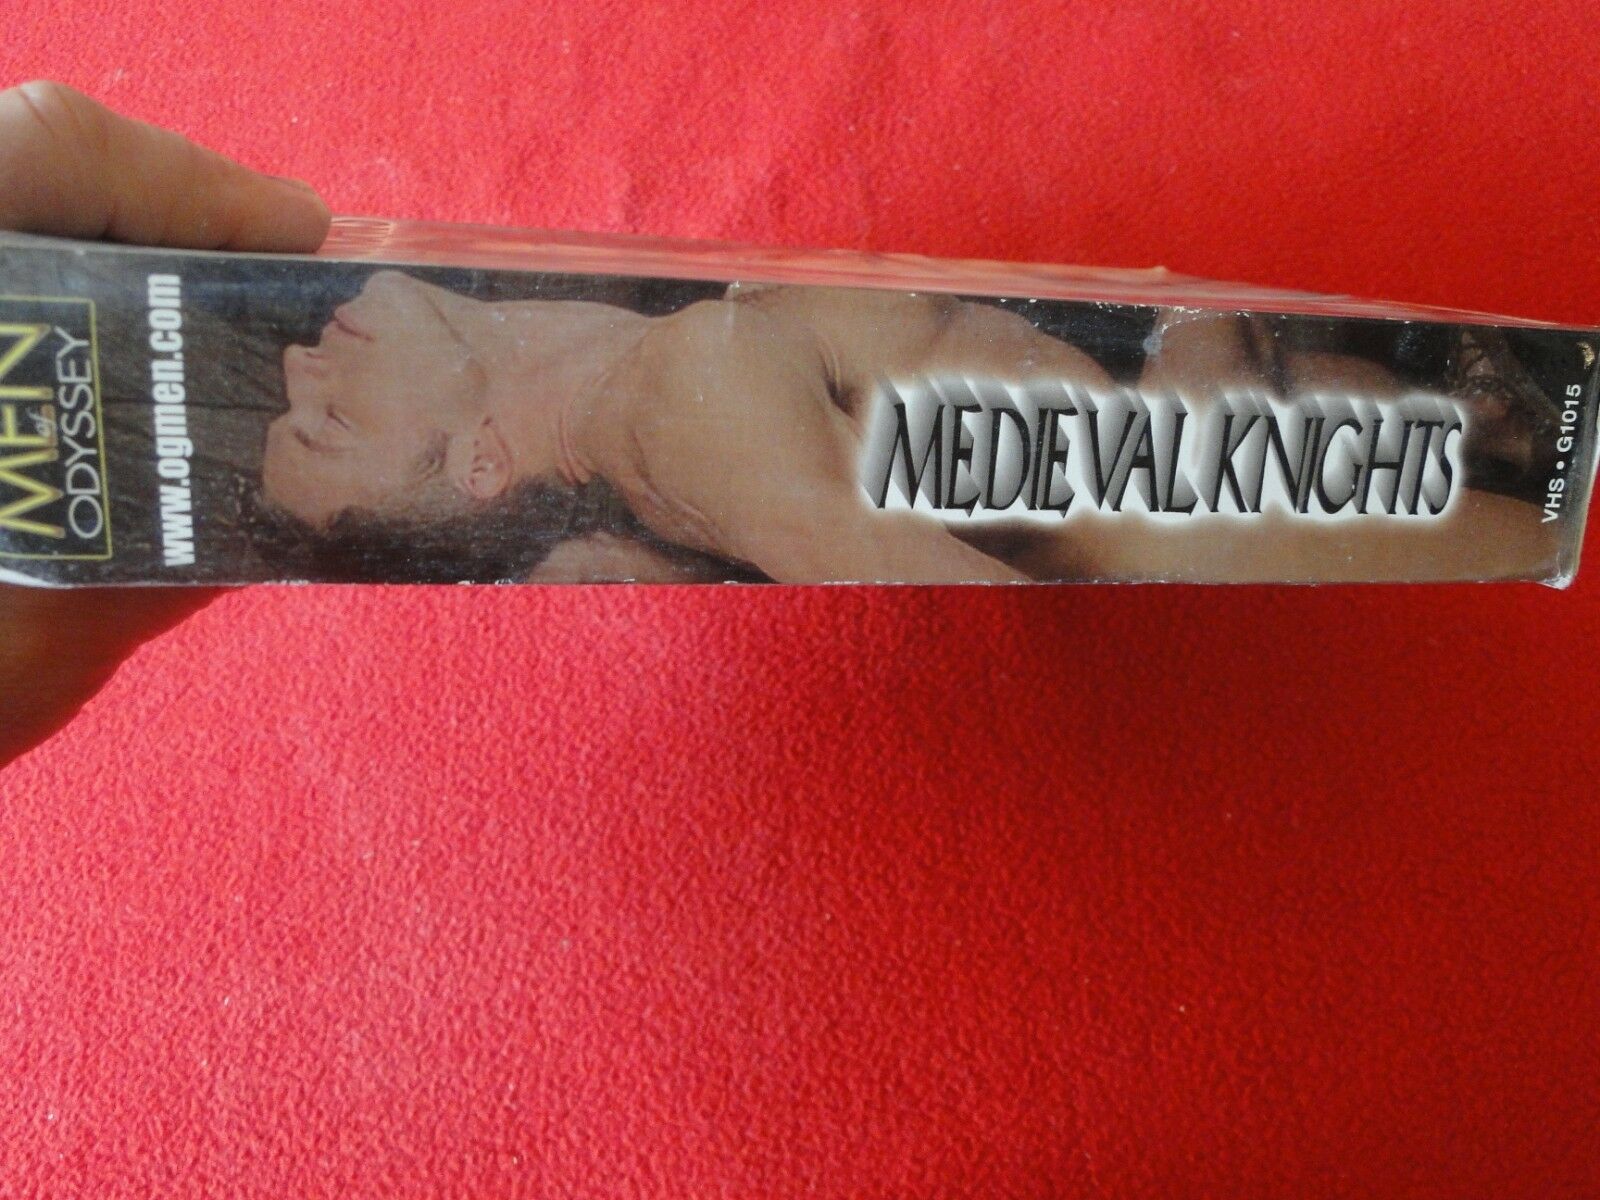 MEN
of
ODYSSEY
www.ogmen.com
MEDIEVAL KNIGHTS
VHS • G1015